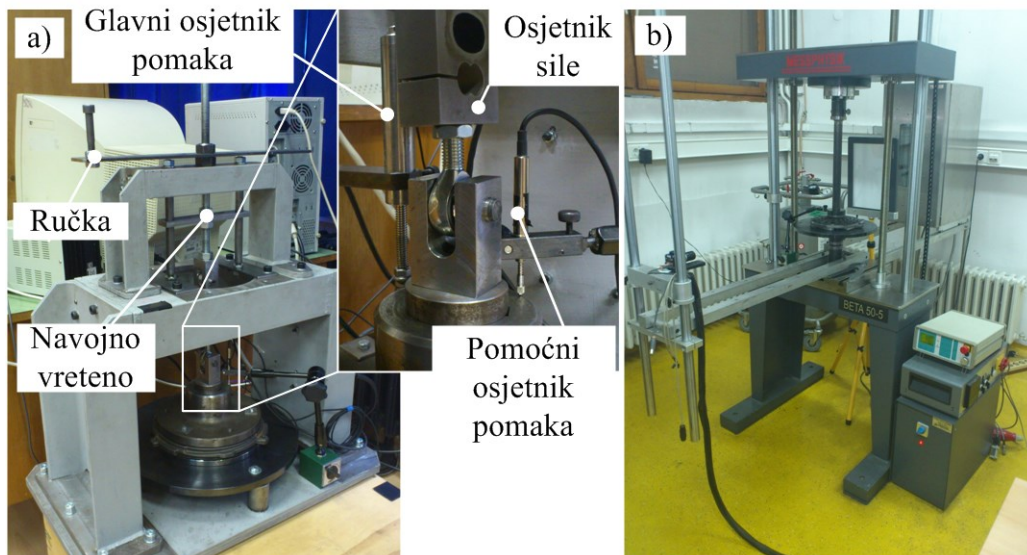 a)
Glavni osjetnik
pomaka
Osjetnik
sile
Ručka
Navojno
vreteno
Pomoćni
osjetnik
pomaka
b)
BETA 50-5